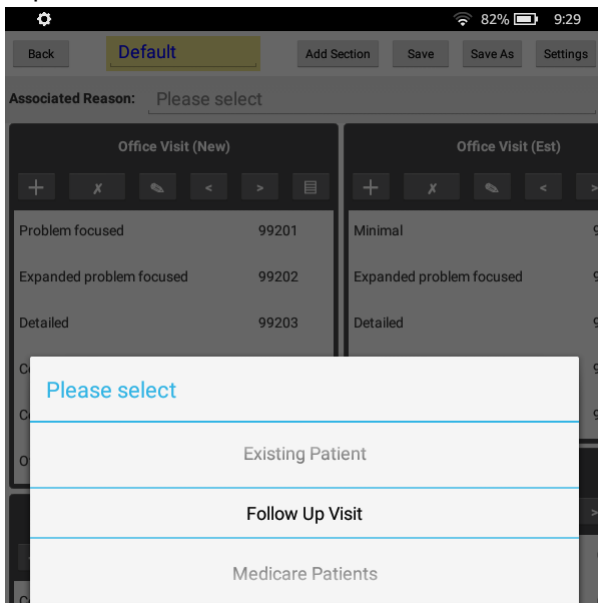 82% 9:29
Back Default Add Section Save Save As Settings
Associated Reason: Please select
Office Visit (New) Office Visit (Est)
Problem focused 99201 Minimal
Expanded problem focused 99202 Expanded problem focused
Detailed 99203 Detailed
Please select
Existing Patient
Follow Up Visit
Medicare Patients